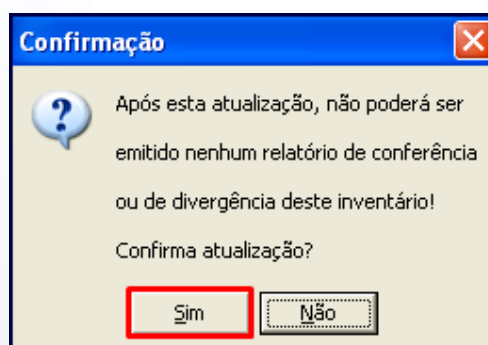 Confirmação
Após esta atualização, não poderá ser
emitido nenhum relatório de conferência
ou de divergência deste inventário!
Confirma atualização?
Sim Não